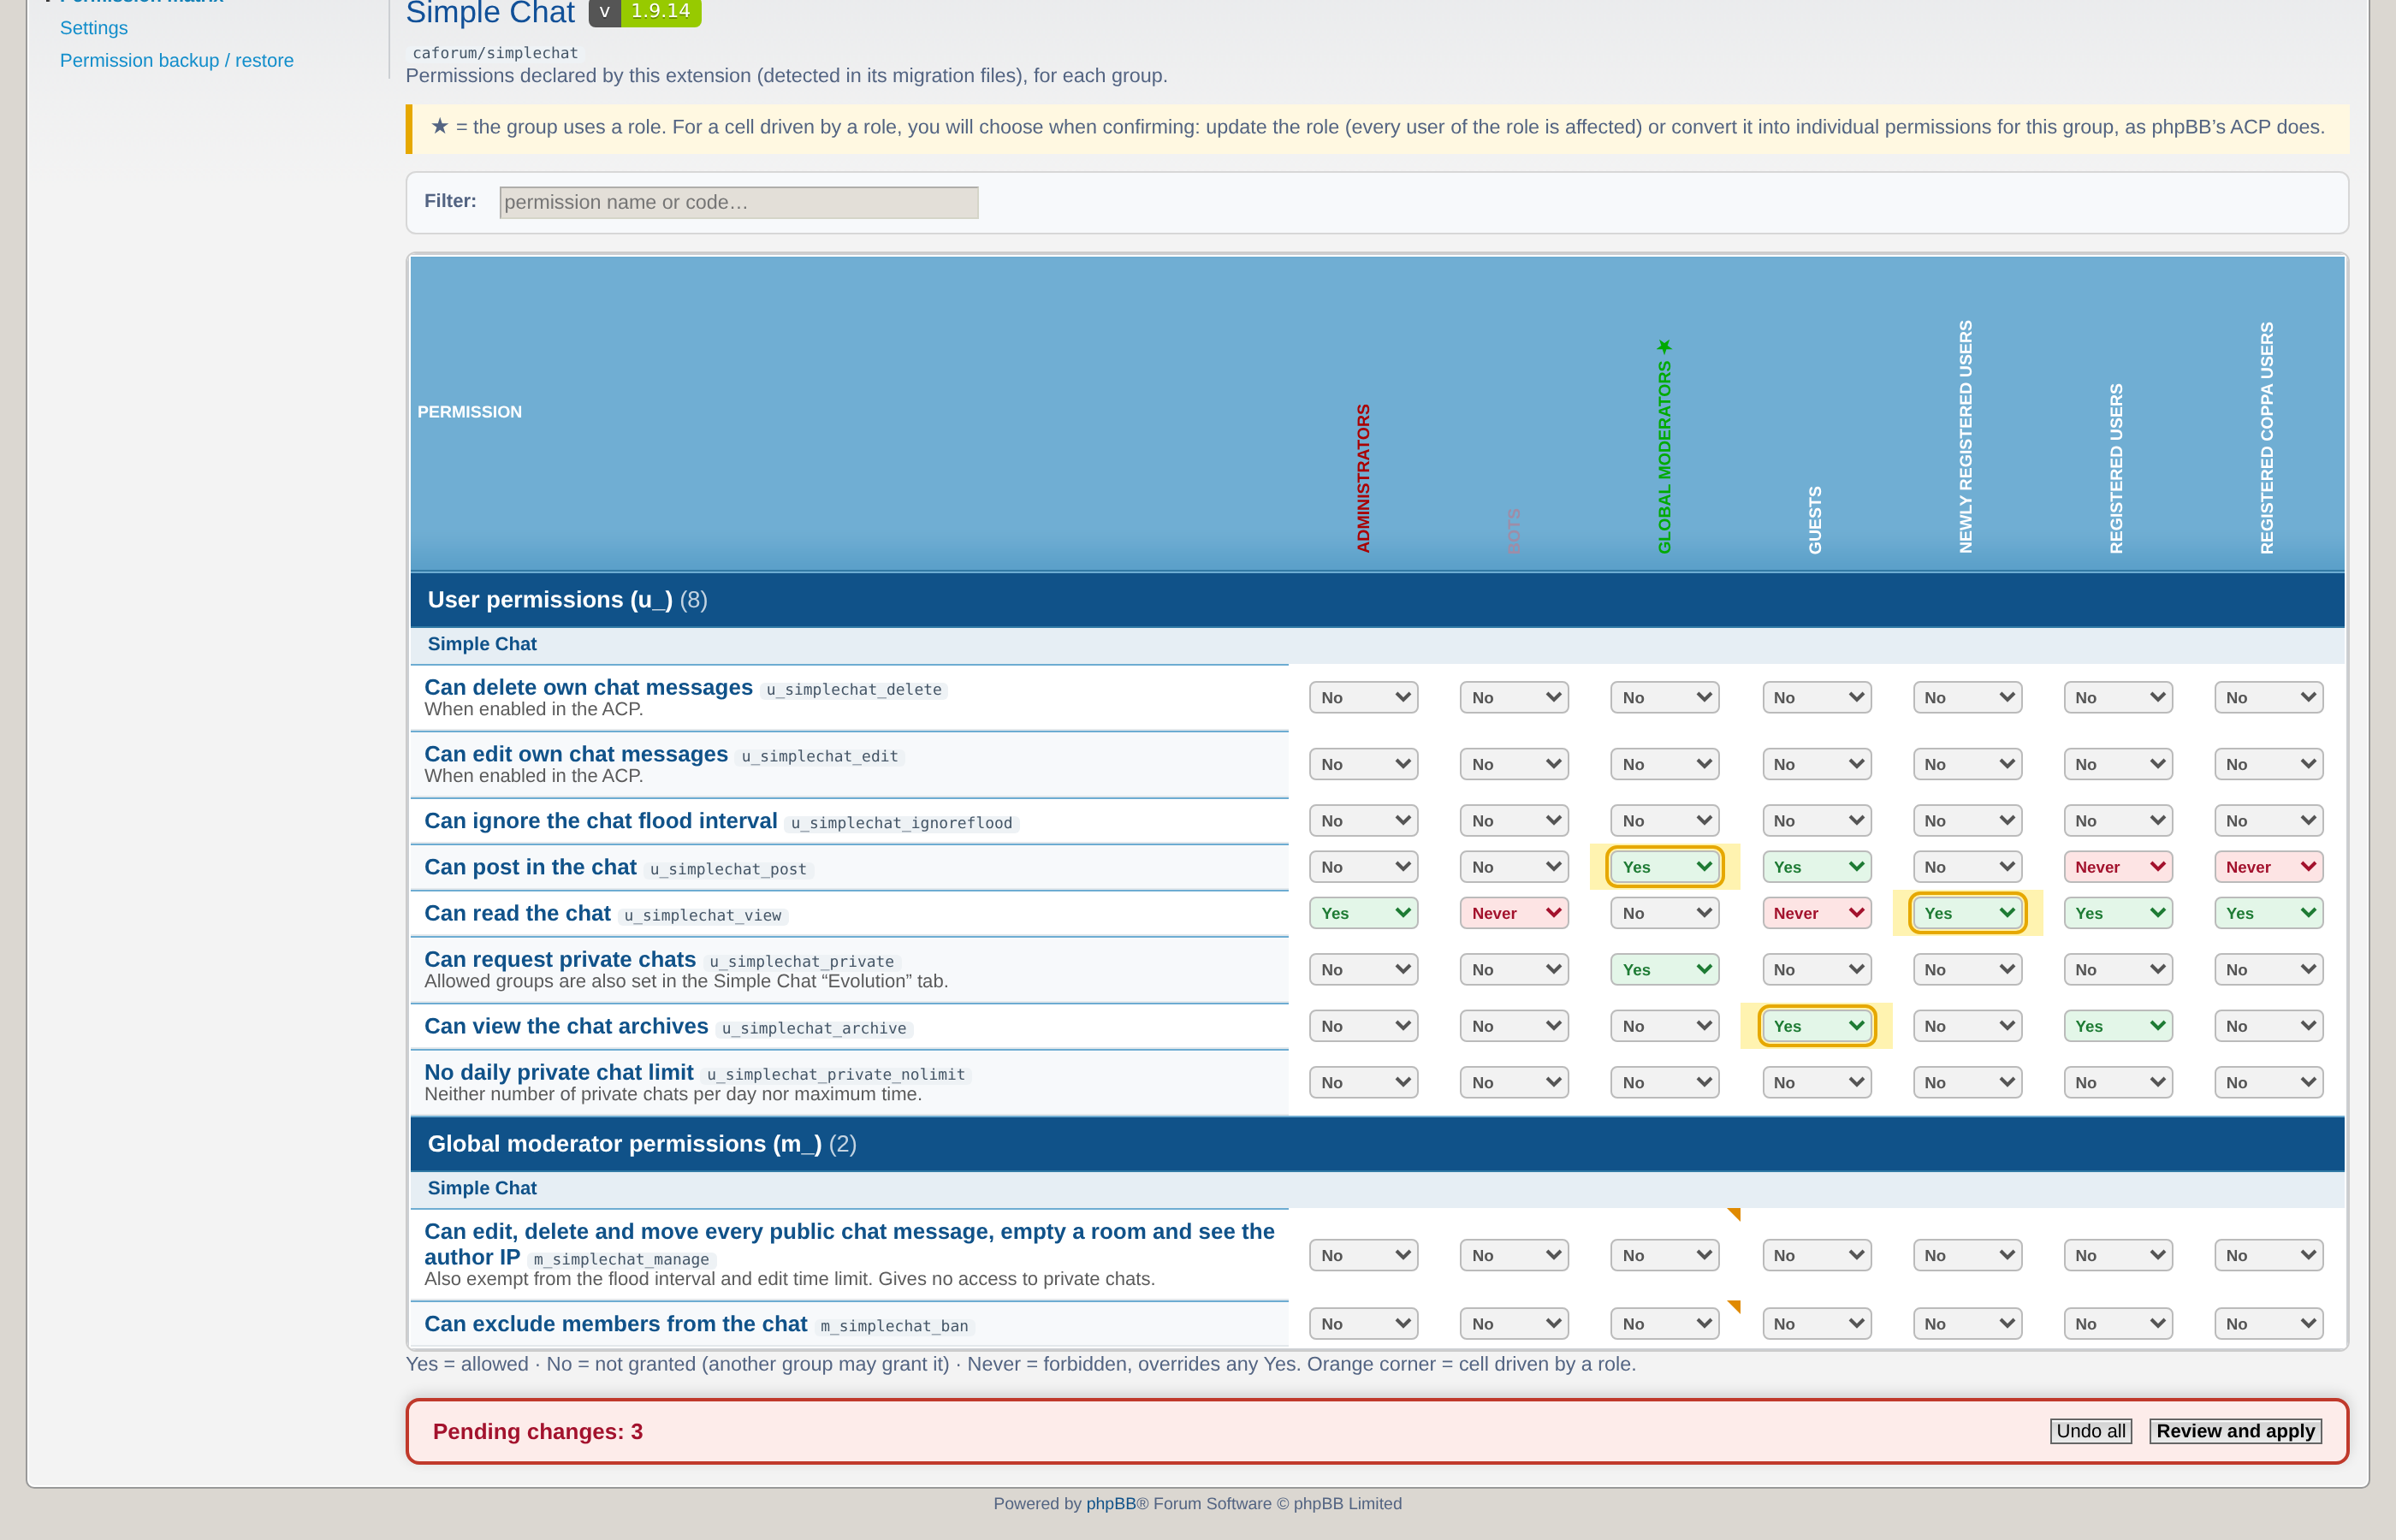 Settings
Permission backup / restore
Simple Chat v 1.9.14
caforum/simplechat
Permissions declared by this extension (detected in its migration files), for each group.
★ = the group uses a role. For a cell driven by a role, you will choose when confirming: update the role (every user of the role is affected) or convert it into individual permissions for this group, as phpBB’s ACP does.
Filter: permission name or code…
PERMISSION
ADMINISTRATORS
BOTS
GLOBAL MODERATORS ★
GUESTS
NEWLY REGISTERED USERS
REGISTERED USERS
REGISTERED COPPA USERS
User permissions (u_) (8)
Simple Chat
Can delete own chat messages u_simplechat_delete
When enabled in the ACP.
No No No No No No No
Can edit own chat messages u_simplechat_edit
When enabled in the ACP.
No No No No No No No
Can ignore the chat flood interval u_simplechat_ignoreflood
No No No No No No No
Can post in the chat u_simplechat_post
No No Yes Yes No Never Never
Can read the chat u_simplechat_view
Yes Never No Never Yes Yes Yes
Can request private chats u_simplechat_private
Allowed groups are also set in the Simple Chat “Evolution” tab.
No No Yes No No No No
Can view the chat archives u_simplechat_archive
No No No Yes No Yes No
No daily private chat limit u_simplechat_private_nolimit
Neither number of private chats per day nor maximum time.
No No No No No No No
Global moderator permissions (m_) (2)
Simple Chat
Can edit, delete and move every public chat message, empty a room and see the
author IP m_simplechat_manage
Also exempt from the flood interval and edit time limit. Gives no access to private chats.
No No No No No No No
Can exclude members from the chat m_simplechat_ban
No No No No No No No
Yes = allowed · No = not granted (another group may grant it) · Never = forbidden, overrides any Yes. Orange corner = cell driven by a role.
Pending changes: 3
Undo all Review and apply
Powered by phpBB® Forum Software © phpBB Limited